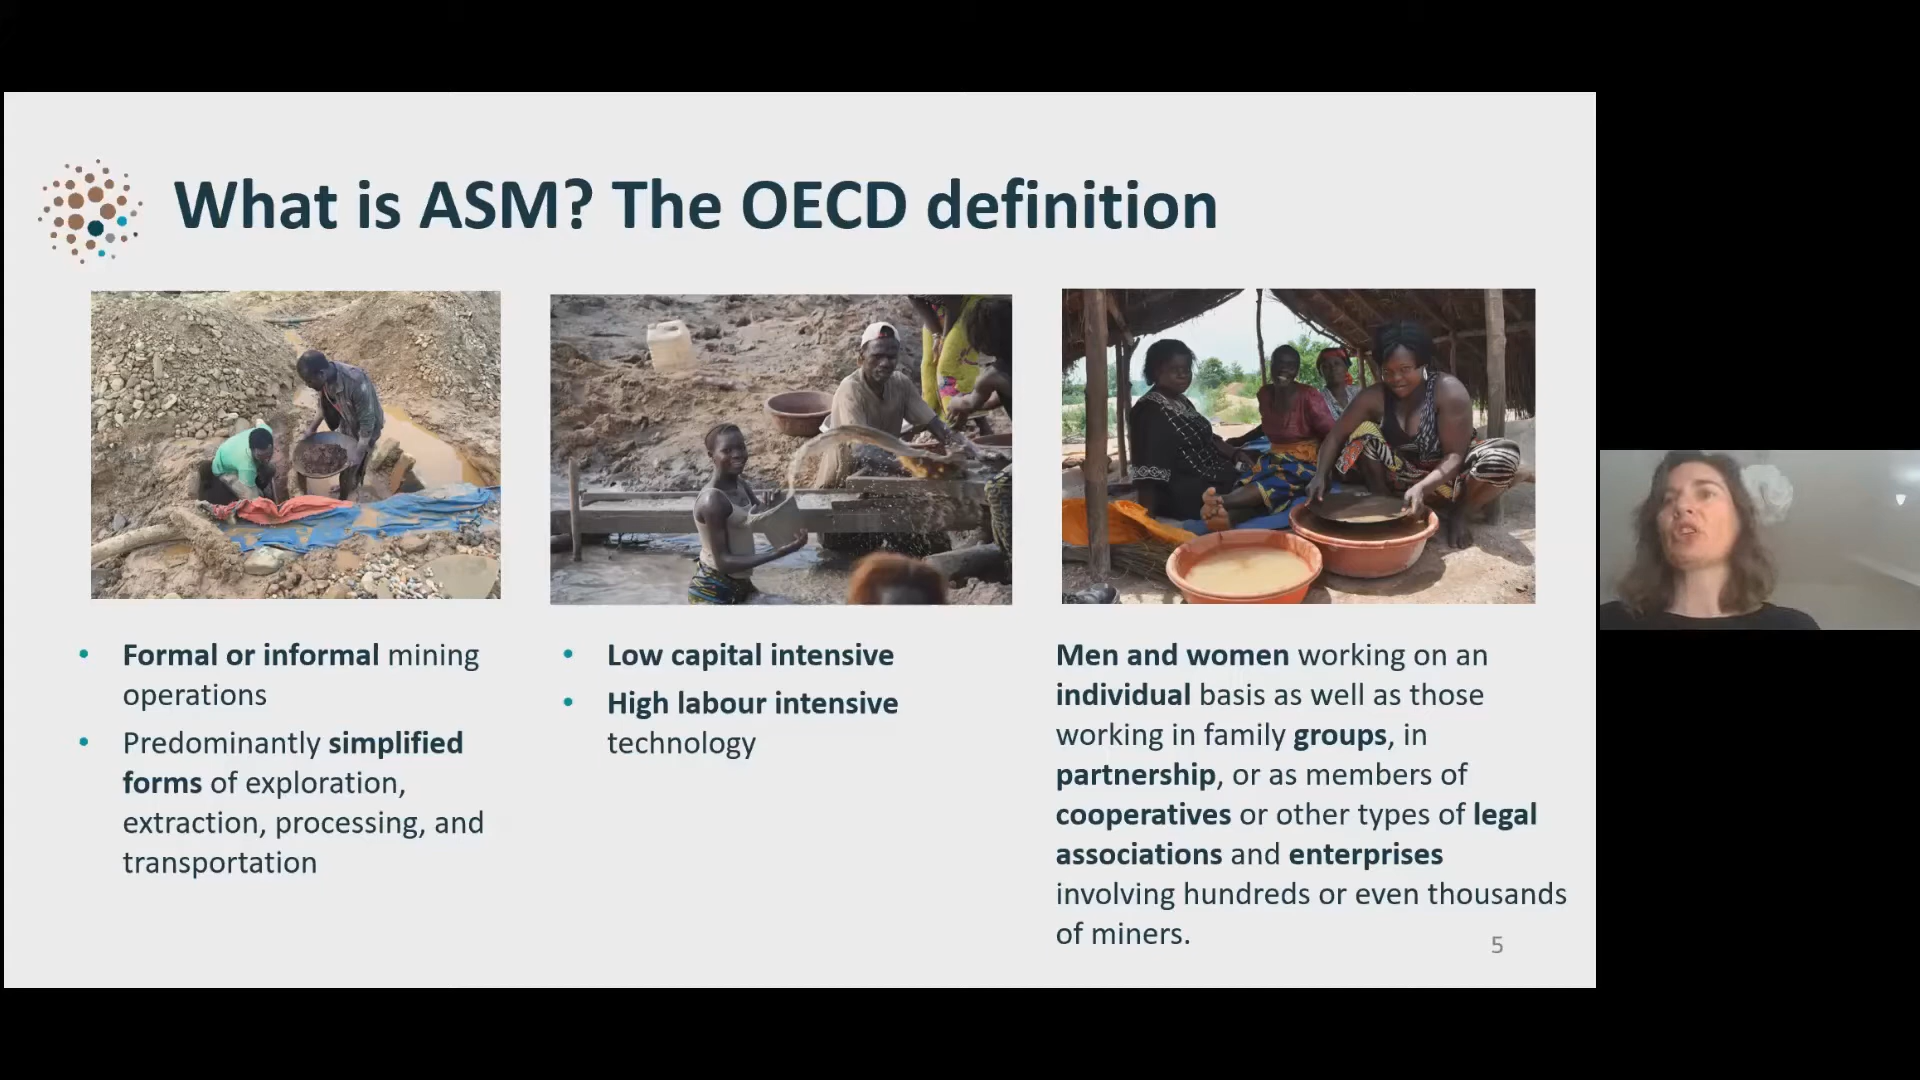 What is ASM? The OECD definition
• Formal or informal mining
operations
• Predominantly simplified
forms of exploration,
extraction, processing, and
transportation
• Low capital intensive
• High labour intensive
technology
Men and women working on an
individual basis as well as those
working in family groups, in
partnership, or as members of
cooperatives or other types of legal
associations and enterprises
involving hundreds or even thousands
of miners.
5